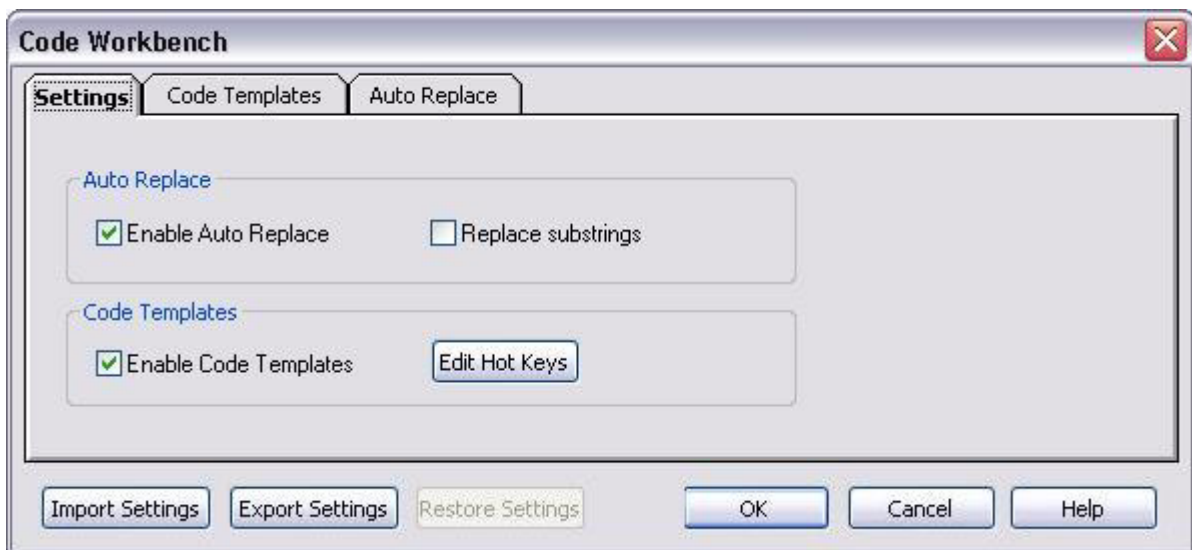 Code Workbench
Settings Code Templates Auto Replace
Auto Replace
Enable Auto Replace Replace substrings
Code Templates
Enable Code Templates Edit Hot Keys
Import Settings Export Settings Restore Settings OK Cancel Help